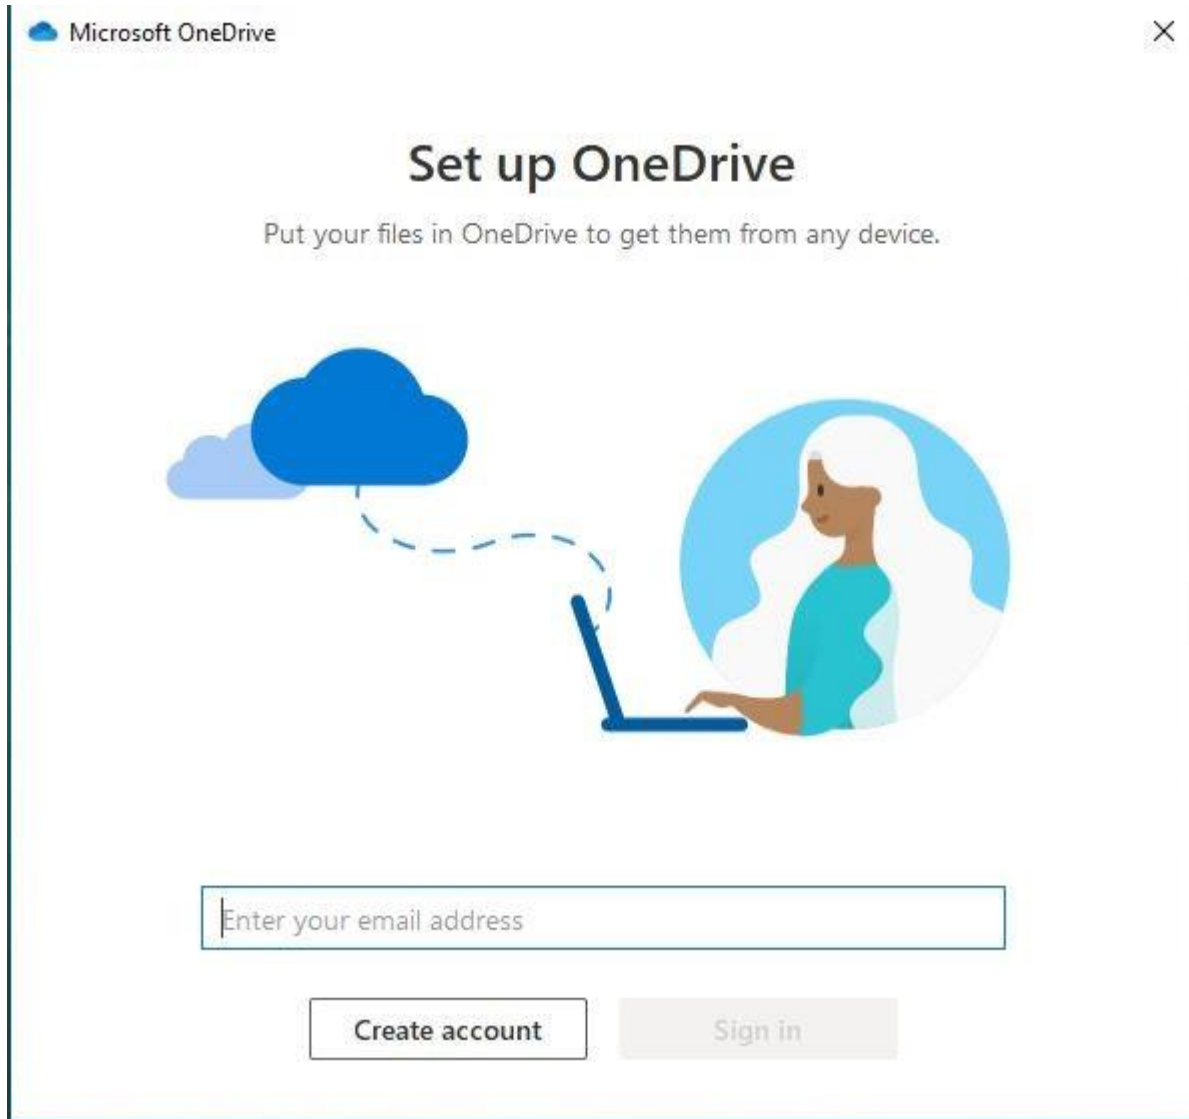 Microsoft OneDrive
Set up OneDrive
Put your files in OneDrive to get them from any device.
Enter your email address
Create account
Sign in